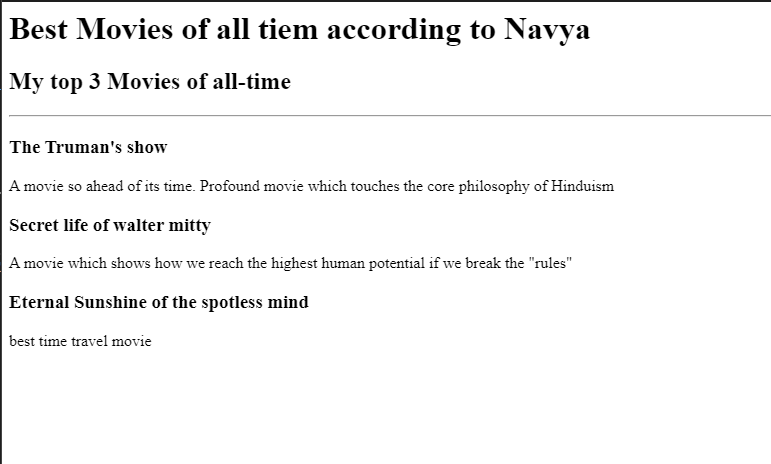 Best Movies of all tiem according to Navya
My top 3 Movies of all-time
The Truman's show
A movie so ahead of its time. Profound movie which touches the core philosophy of Hinduism
Secret life of walter mitty
A movie which shows how we reach the highest human potential if we break the "rules"
Eternal Sunshine of the spotless mind
best time travel movie